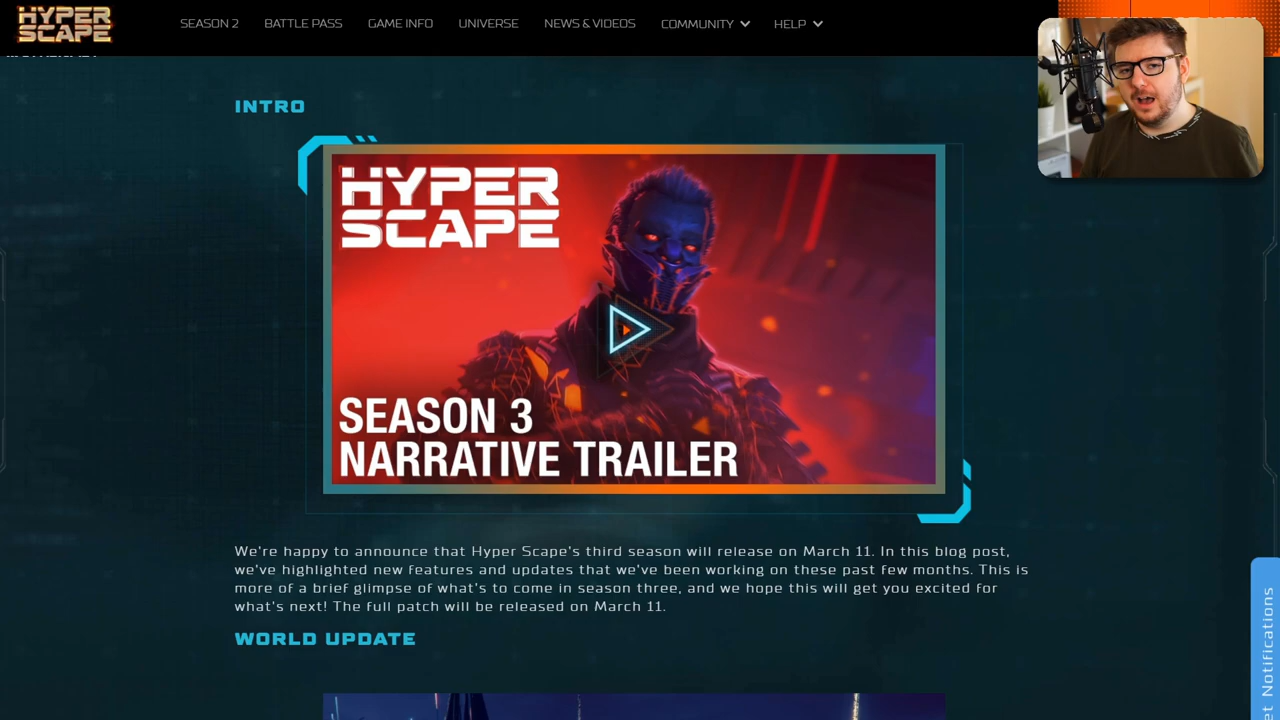 HYPER
SCAPE
SEASON 2
BATTLE PASS
GAME INFO
UNIVERSE
NEWS & VIDEOS
COMMUNITY
HELP
INTRO
HYPER
SCAPE
SEASON 3
NARRATIVE TRAILER
We're happy to announce that Hyper Scape's third season will release on March 11. In this blog post,
we've highlighted new features and updates that we've been working on these past few months. This is
more of a brief glimpse of what's to come in season three, and we hope this will get you excited for
what's next! The full patch will be released on March 11.
WORLD UPDATE
Notifications